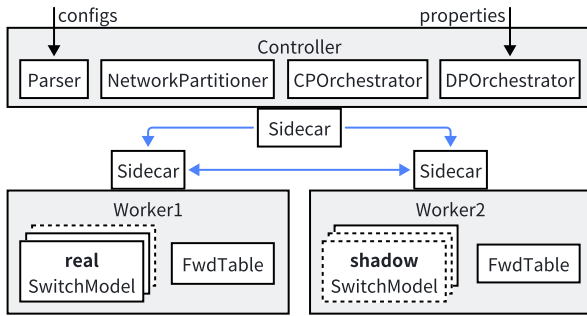 configs
properties
Controller
Parser
NetworkPartitioner
CPOrchestrator
DPOrchestrator
Sidecar
Sidecar
Sidecar
Worker1
real
SwitchModel
FwdTable
Worker2
shadow
SwitchModel
FwdTable